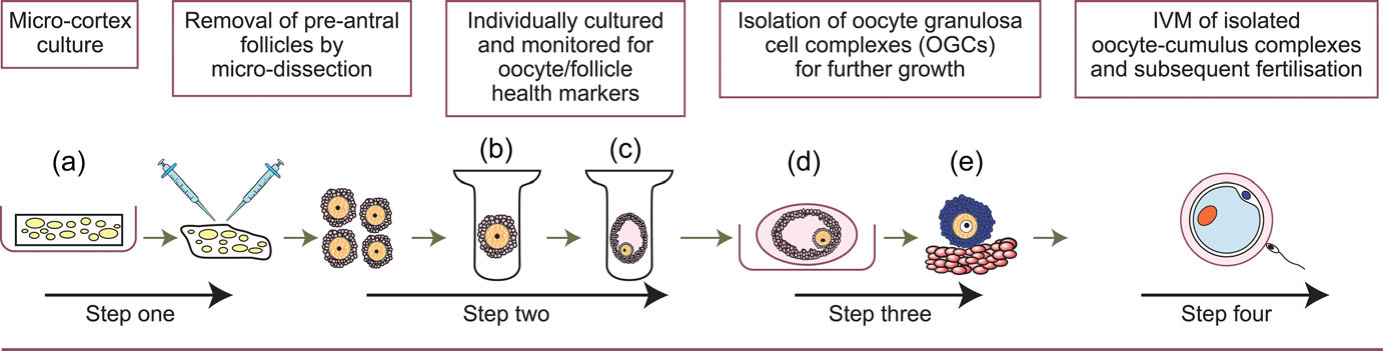 Micro-cortex
culture
Removal of pre-antral
follicles by
micro-dissection
Individually cultured
and monitored for
oocyte/follicle
health markers
Isolation of oocyte granulosa
cell complexes (OGCs)
for further growth
IVM of isolated
oocyte-cumulus complexes
and subsequent fertilisation
(a)
(b)
(c)
(d)
(e)
Step one
Step two
Step three
Step four